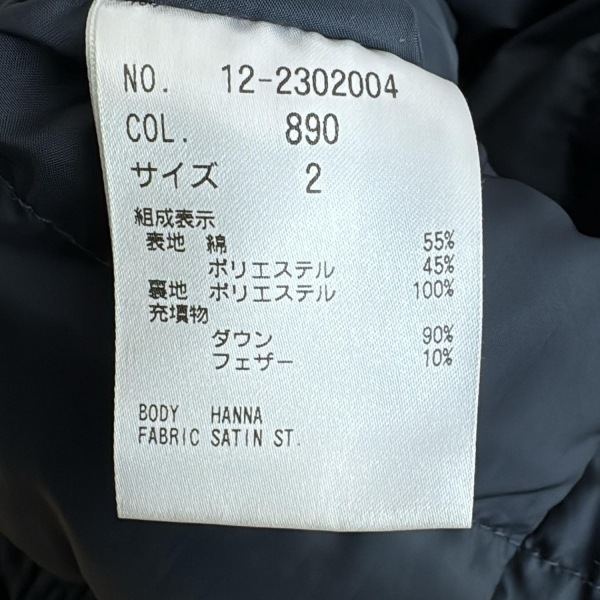 NO. 12-2302004
COL. 890
サイズ 2
組成表示
表地 綿 55%
ポリエステル 45%
裏地 ポリエステル 100%
充填物
ダウン 90%
フェザー 10%
BODY HANNA
FABRIC SATIN ST.